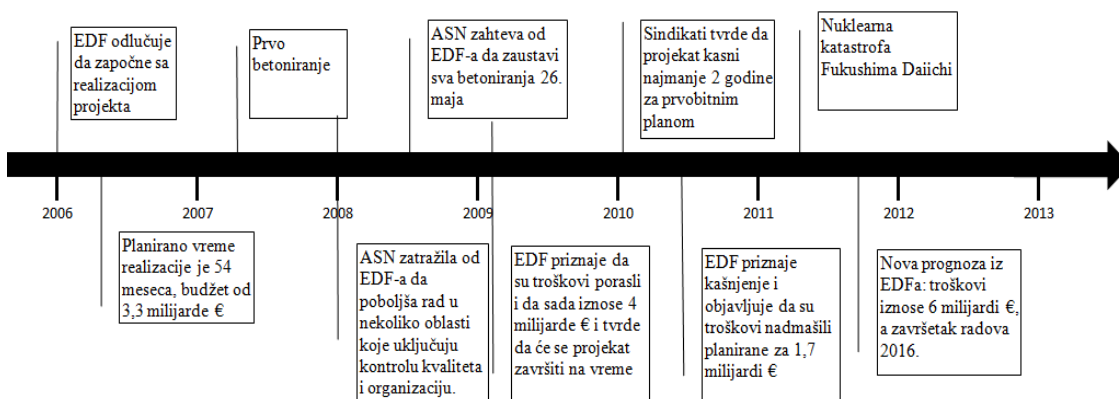 EDF odlučuje
da započne sa
realizacijom
projekta
Prvo
betoniranje
ASN zahteva od
EDF-a da zaustavi
sva betoniranja 26.
maja
Sindikati tvrde da
projekat kasni
najmanje 2 godine
za prvobitnim
planom
Nuklearna
katastrofa
Fukushima Daiichi
2006 2007 2008 2009 2010 2011 2012 2013
Planirano vreme
realizacije je 54
meseca, budžet od
3,3 milijarde €
ASN zatražila od
EDF-a da
poboljša rad u
nekoliko oblasti
koje uključuju
kontrolu kvaliteta
i organizaciju.
EDF priznaje da
su troškovi porasli
i da sada iznose 4
milijarde € i tvrde
da će se projekat
završiti na vreme
EDF priznaje
kašnjenje i
objavljuje da su
troškovi nadmašili
planirane za 1,7
milijardi €
Nova prognoza iz
EDFa: troškovi
iznose 6 milijardi €,
a završetak radova
2016.